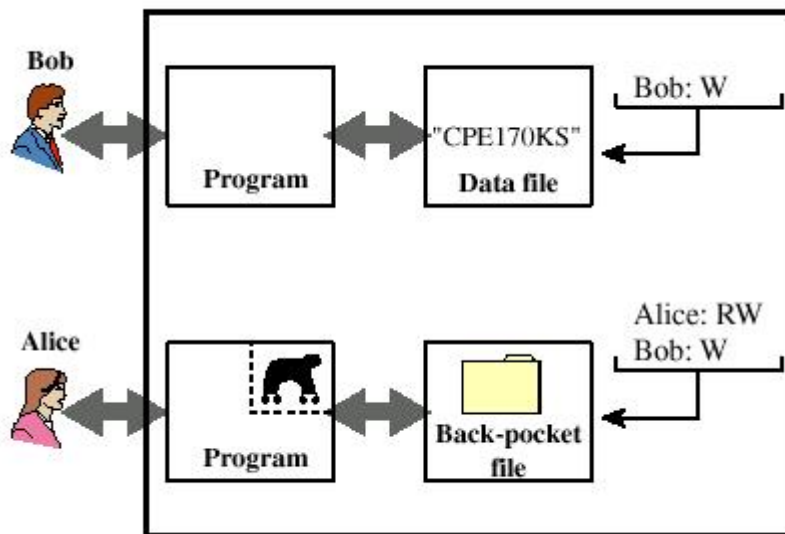 Bob
Program
"CPE170KS"
Data file
Bob: W
Alice
Program
Back-pocket
file
Alice: RW
Bob: W